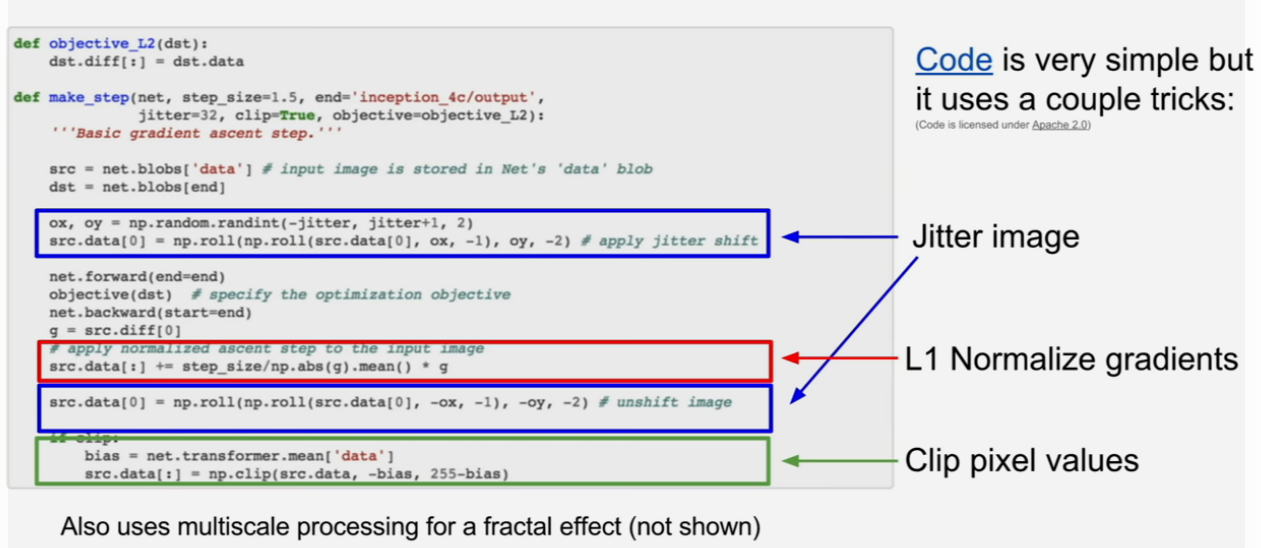 def objective_L2(dst):
    dst.diff[:] = dst.data
def make_step(net, step_size=1.5, end='inception_4c/output',
              jitter=32, clip=True, objective=objective_L2):
    '''Basic gradient ascent step.'''
    src = net.blobs['data'] # input image is stored in Net's 'data' blob
    dst = net.blobs[end]
    ox, oy = np.random.randint(-jitter, jitter+1, 2)
    src.data[0] = np.roll(np.roll(src.data[0], ox, -1), oy, -2) # apply jitter shift
    net.forward(end=end)
    objective(dst)  # specify the optimization objective
    net.backward(start=end)
    g = src.diff[0]
    # apply normalized ascent step to the input image
    src.data[:] += step_size/np.abs(g).mean() * g
    src.data[0] = np.roll(np.roll(src.data[0], -ox, -1), -oy, -2) # unshift image
    if clip:
        bias = net.transformer.mean['data']
        src.data[:] = np.clip(src.data, -bias, 255-bias)
Code is very simple but
it uses a couple tricks:
(Code is licensed under Apache 2.0)
Jitter image
L1 Normalize gradients
Clip pixel values
Also uses multiscale processing for a fractal effect (not shown)